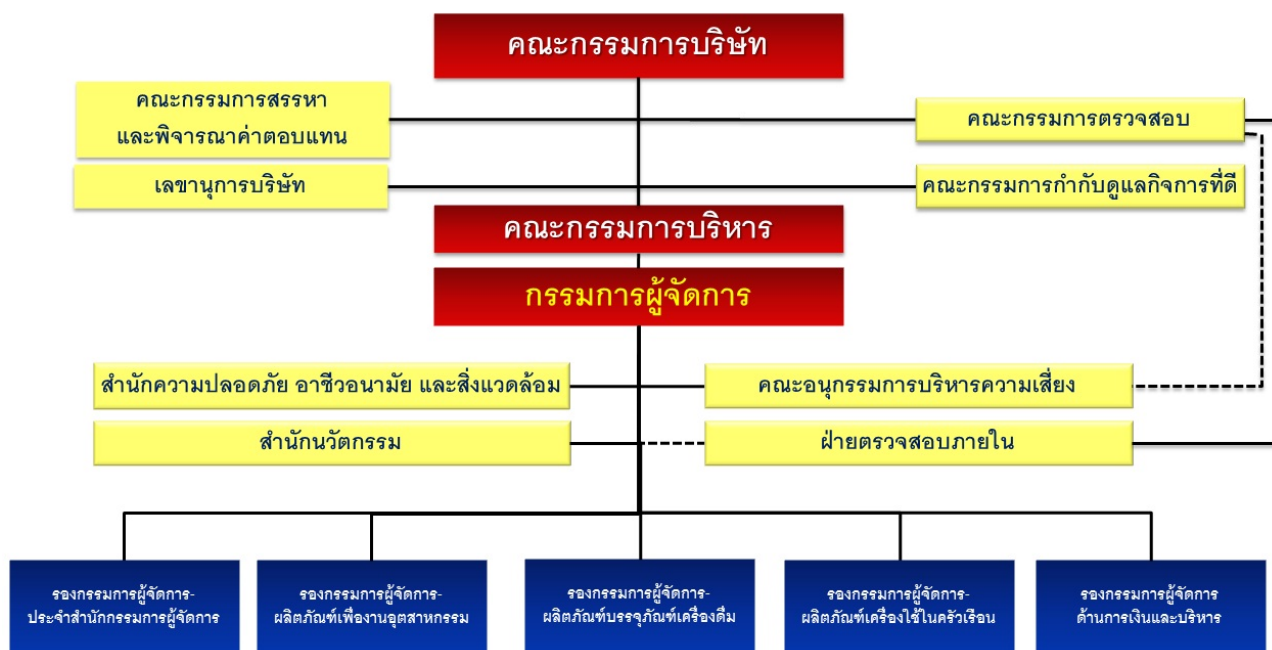 คณะกรรมการบริษัท
คณะกรรมการสรรหา
และพิจารณาค่าตอบแทน
คณะกรรมการตรวจสอบ
เลขานุการบริษัท
คณะกรรมการกำกับดูแลกิจการที่ดี
คณะกรรมการบริหาร
กรรมการผู้จัดการ
สำนักความปลอดภัย อาชีวอนามัย และสิ่งแวดล้อม
คณะอนุกรรมการบริหารความเสี่ยง
สำนักนวัตกรรม
ฝ่ายตรวจสอบภายใน
รองกรรมการผู้จัดการ-
ประจำสำนักกรรมการผู้จัดการ
รองกรรมการผู้จัดการ-
ผลิตภัณฑ์เพื่องานอุตสาหกรรม
รองกรรมการผู้จัดการ-
ผลิตภัณฑ์บรรจุภัณฑ์เครื่องดื่ม
รองกรรมการผู้จัดการ-
ผลิตภัณฑ์เครื่องใช้ในครัวเรือน
รองกรรมการผู้จัดการ
ด้านการเงินและบริหาร